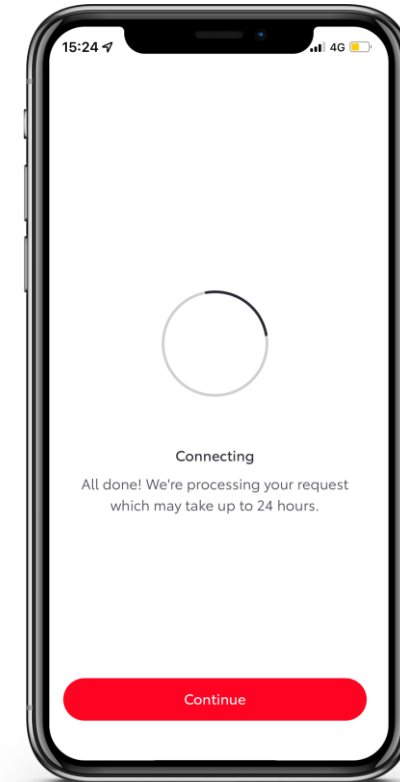 15:24
4G
Connecting
All done! We're processing your request
which may take up to 24 hours.
Continue